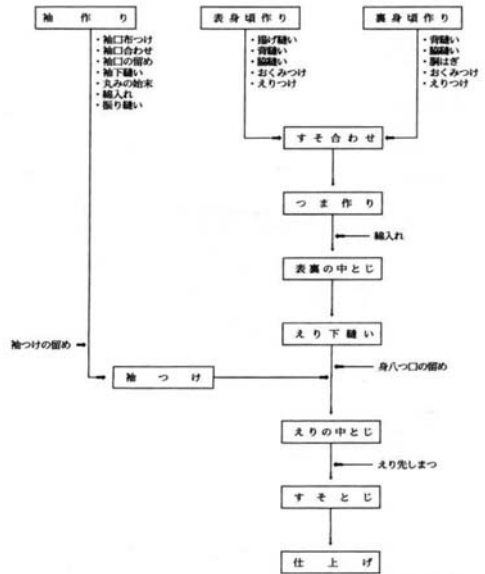 袖作り
・袖口布つけ
・袖口合わせ
・袖口の留め
・袖下縫い
・丸みの始末
・綿入れ
・振り縫い
表身頃作り
・揚げ縫い
・背縫い
・脇縫い
・おくみつけ
・えりつけ
裏身頃作り
・背縫い
・脇縫い
・胴はぎ
・おくみつけ
・えりつけ
すそ合わせ
つま作り
綿入れ
表裏の中とじ
えり下縫い
袖つけの留め
身八つ口の留め
袖つけ
えりの中とじ
えり先しまつ
すそとじ
仕上げ